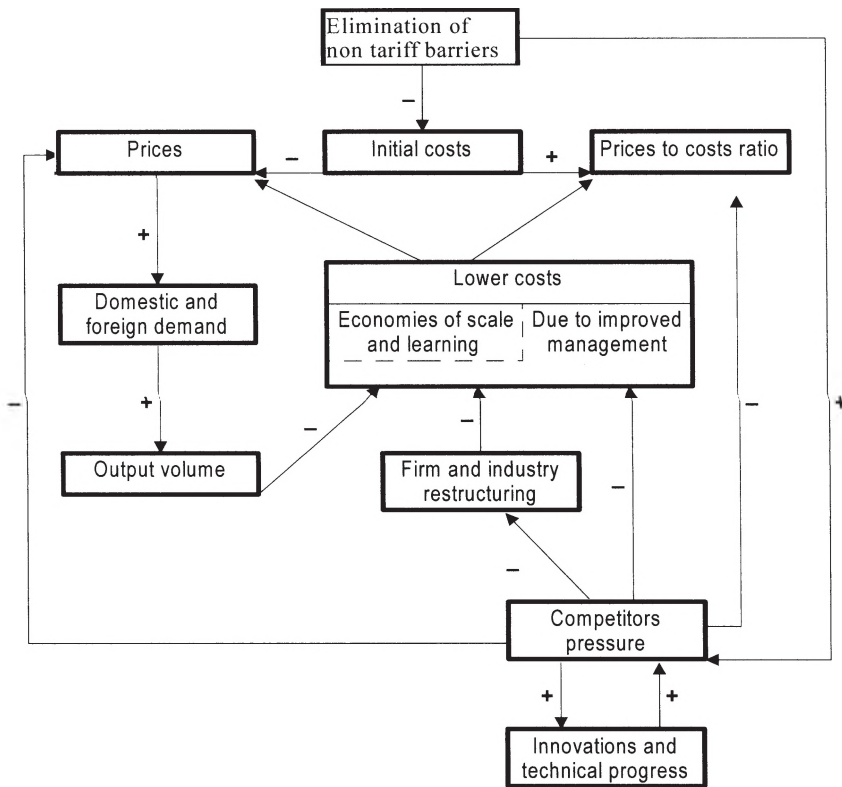 Elimination of
non tariff barriers
–
Prices
–
Initial costs
+
Prices to costs ratio
+
Lower costs
Domestic and
foreign demand
Economies of scale
and learning
Due to improved
management
–
+
–
–
–
–
+
Output volume
Firm and industry
restructuring
–
Competitors
pressure
+
+
Innovations and
technical progress